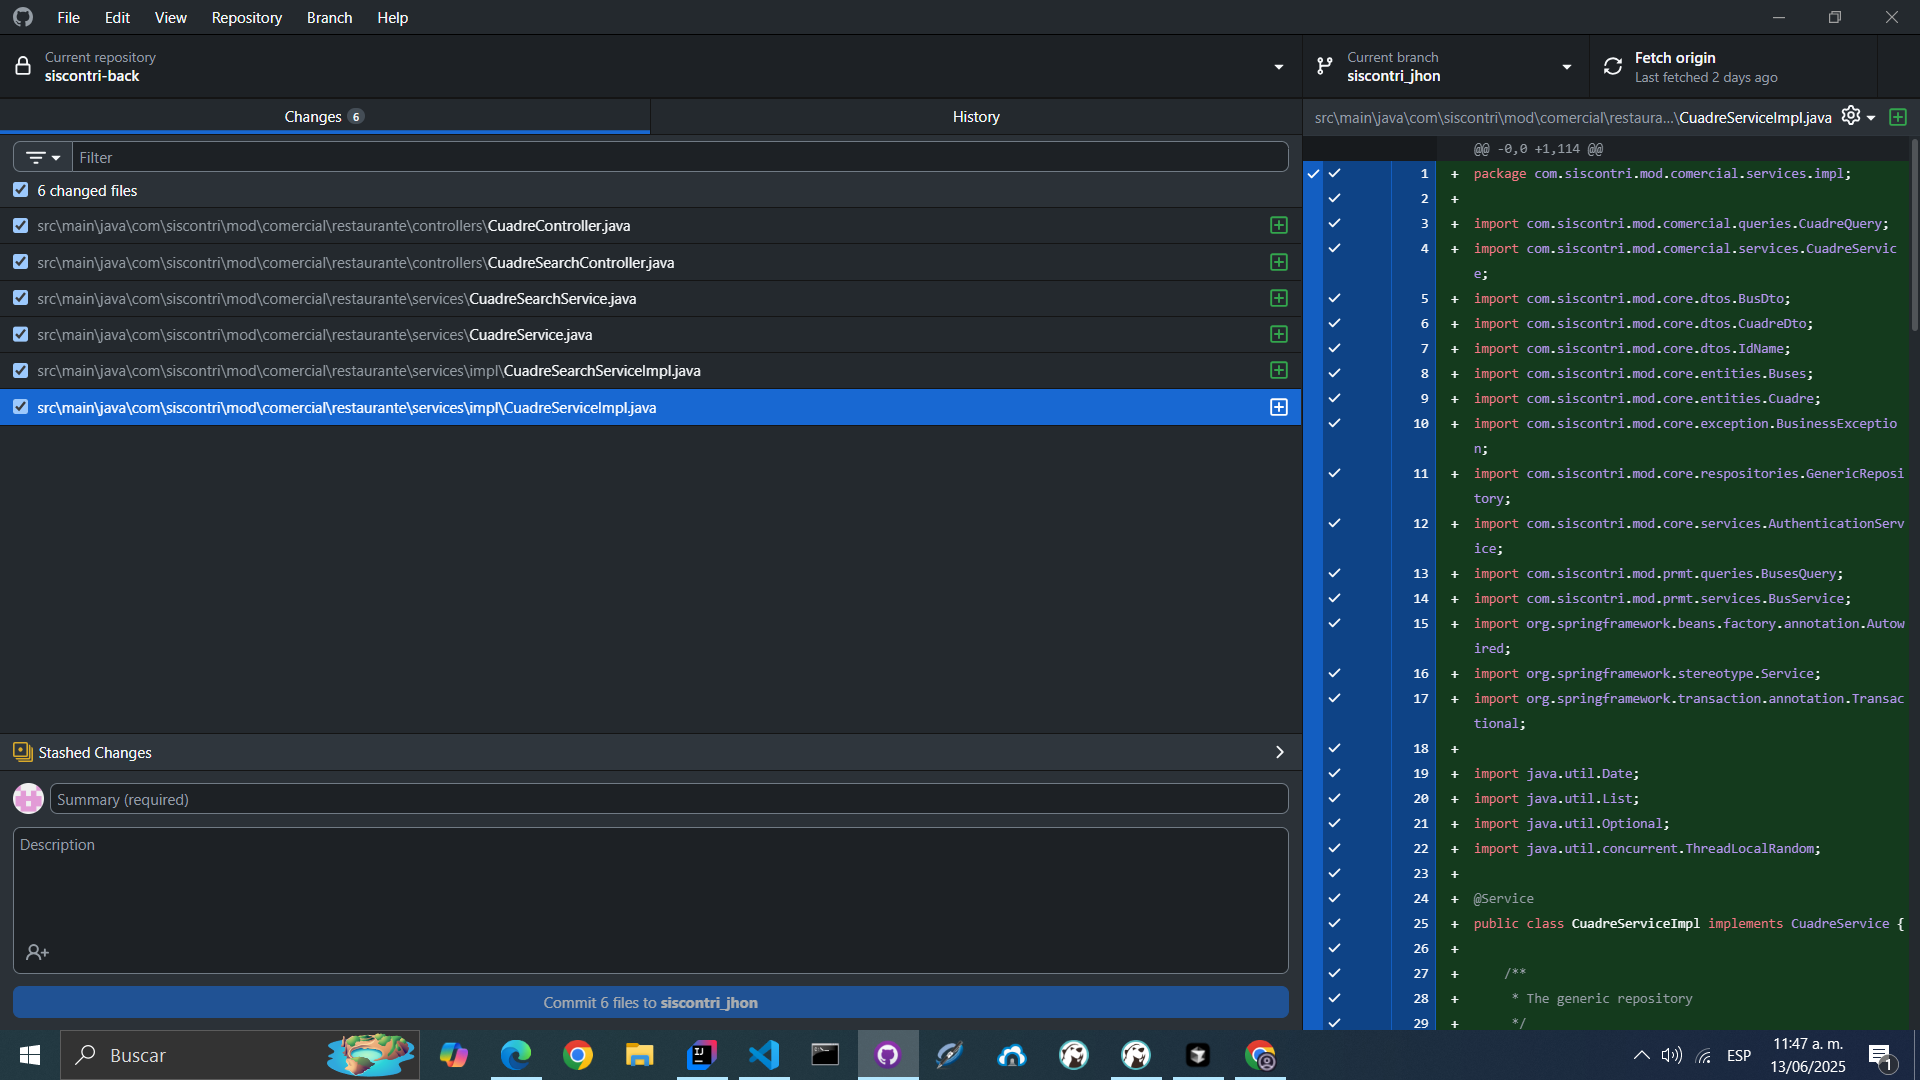 File Edit View Repository Branch Help
Current repository
siscontri-back
Current branch
siscontri_jhon
Fetch origin
Last fetched 2 days ago
Changes 6
History
Filter
6 changed files
src\main\java\com\siscontri\mod\comercial\restaurante\controllers\CuadreController.java
src\main\java\com\siscontri\mod\comercial\restaurante\controllers\CuadreSearchController.java
src\main\java\com\siscontri\mod\comercial\restaurante\services\CuadreSearchService.java
src\main\java\com\siscontri\mod\comercial\restaurante\services\CuadreService.java
src\main\java\com\siscontri\mod\comercial\restaurante\services\impl\CuadreSearchServiceImpl.java
src\main\java\com\siscontri\mod\comercial\restaurante\services\impl\CuadreServiceImpl.java
Stashed Changes
Summary (required)
Description
Commit 6 files to siscontri_jhon
src\main\java\com\siscontri\mod\comercial\restaura...\CuadreServiceImpl.java
@@ -0,0 +1,114 @@
1 + package com.siscontri.mod.comercial.services.impl;
2 +
3 + import com.siscontri.mod.comercial.queries.CuadreQuery;
4 + import com.siscontri.mod.comercial.services.CuadreServic
e;
5 + import com.siscontri.mod.core.dtos.BusDto;
6 + import com.siscontri.mod.core.dtos.CuadreDto;
7 + import com.siscontri.mod.core.dtos.IdName;
8 + import com.siscontri.mod.core.entities.Buses;
9 + import com.siscontri.mod.core.entities.Cuadre;
10 + import com.siscontri.mod.core.exception.BusinessExceptio
n;
11 + import com.siscontri.mod.core.respositories.GenericReposi
tory;
12 + import com.siscontri.mod.core.services.AuthenticationServ
ice;
13 + import com.siscontri.mod.prmt.queries.BusesQuery;
14 + import com.siscontri.mod.prmt.services.BusService;
15 + import org.springframework.beans.factory.annotation.Autow
ired;
16 + import org.springframework.stereotype.Service;
17 + import org.springframework.transaction.annotation.Transac
tional;
18 +
19 + import java.util.Date;
20 + import java.util.List;
21 + import java.util.Optional;
22 + import java.util.concurrent.ThreadLocalRandom;
23 +
24 + @Service
25 + public class CuadreServiceImpl implements CuadreService {
26 +
27 + /**
28 + * The generic repository
29 + */
Buscar
ESP
11:47 a. m.
13/06/2025
1